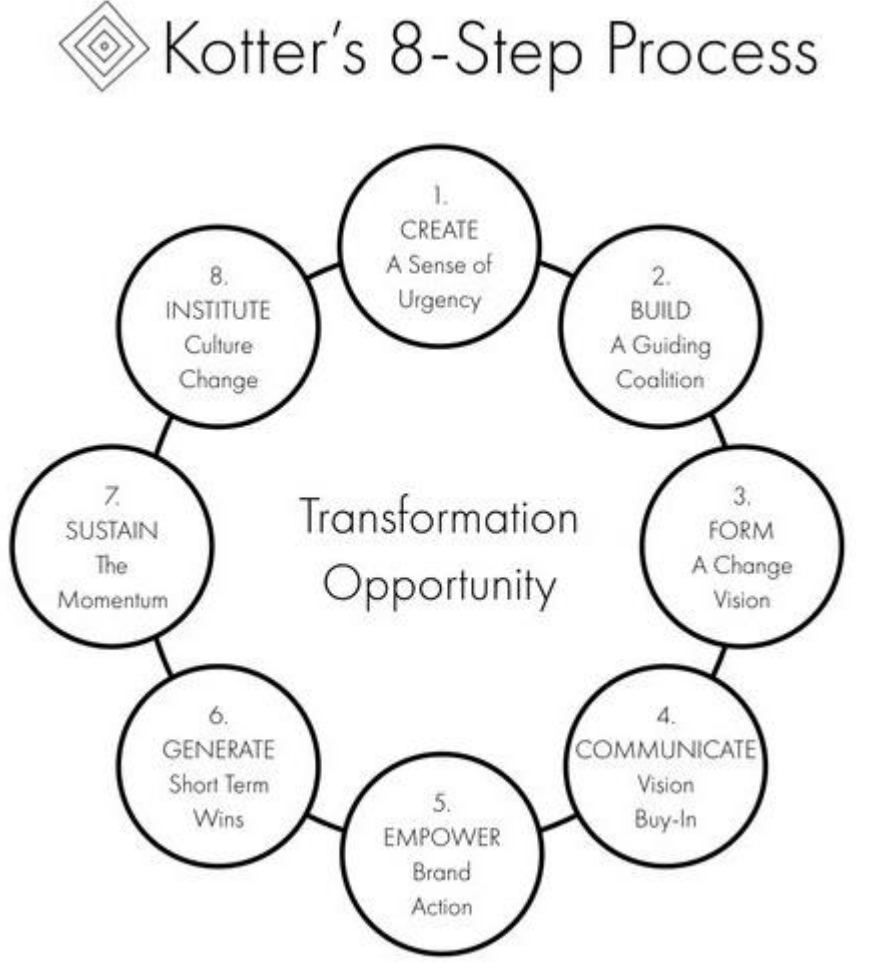 Kotter's 8-Step Process
1.
CREATE
A Sense of
Urgency
2.
BUILD
A Guiding
Coalition
3.
FORM
A Change
Vision
4.
COMMUNICATE
Vision
Buy-In
5.
EMPOWER
Brand
Action
6.
GENERATE
Short Term
Wins
7.
SUSTAIN
The
Momentum
8.
INSTITUTE
Culture
Change
Transformation
Opportunity